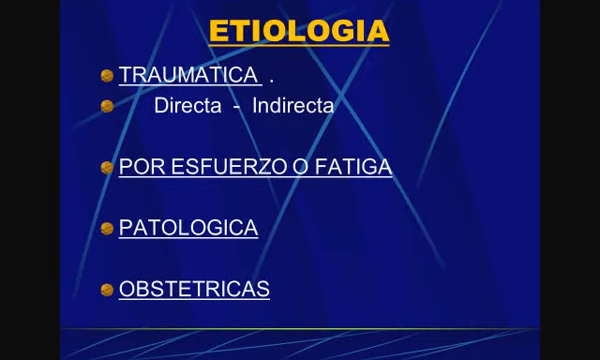 ETIOLOGIA
TRAUMATICA .
Directa - Indirecta
POR ESFUERZO O FATIGA
PATOLOGICA
OBSTETRICAS